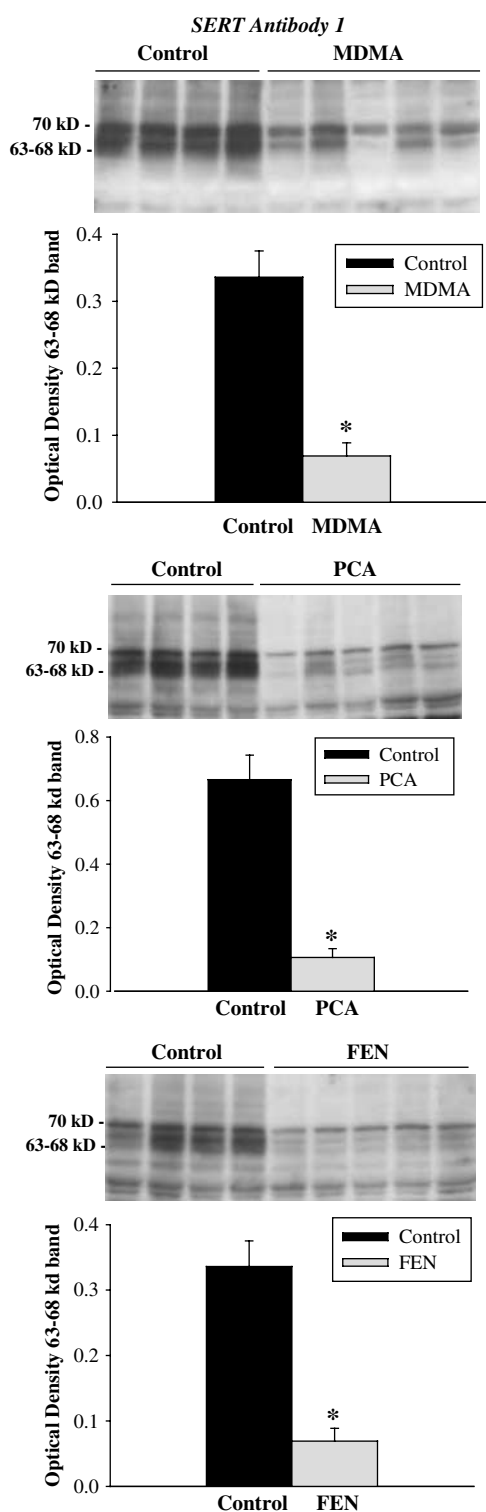 SERT Antibody 1
Control MDMA
70 kD -
63-68 kD -
Optical Density 63-68 kD band
0.4
0.3
0.2
0.1
0.0
Control
MDMA
*
Control MDMA
Control PCA
70 kD -
63-68 kD -
Optical Density 63-68 kd band
0.8
0.6
0.4
0.2
0.0
Control
PCA
*
Control PCA
Control FEN
70 kD -
63-68 kD -
Optical Density 63-68 kd band
0.4
0.3
0.2
0.1
0.0
Control
FEN
*
Control FEN